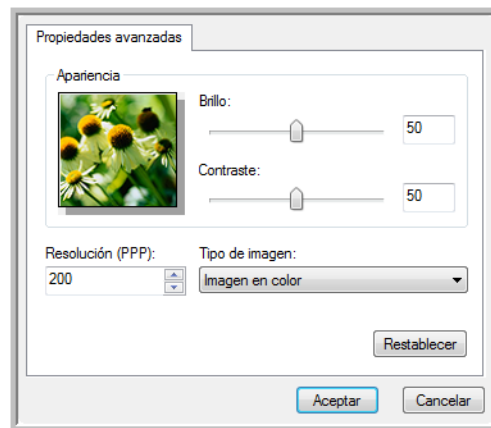 Propiedades avanzadas
Apariencia
Brillo:
50
Contraste:
50
Resolución (PPP):
Tipo de imagen:
200
Imagen en color
Restablecer
Aceptar
Cancelar